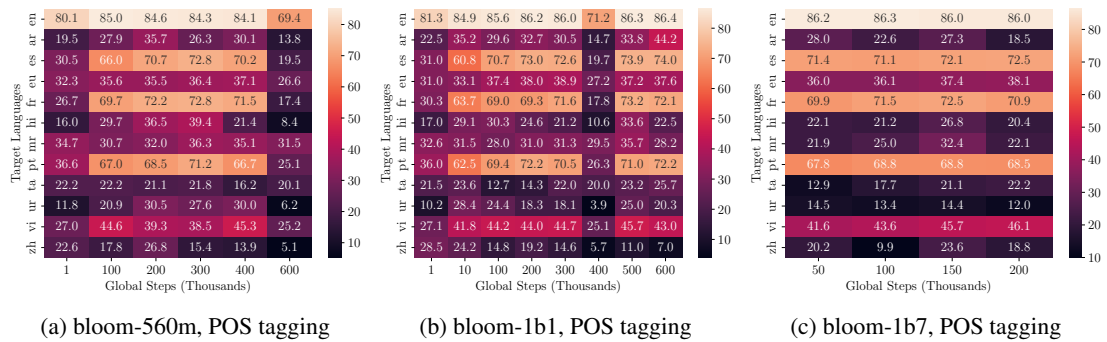 Target Languages
en 80.1 85.0 84.6 84.3 84.1 69.4
ar 19.5 27.9 35.7 26.3 30.1 13.8
es 30.5 66.0 70.7 72.8 70.2 19.5
eu 32.3 35.6 35.5 36.4 37.1 26.6
fr 26.7 69.7 72.2 72.8 71.5 17.4
hi 16.0 29.7 36.5 39.4 21.4 8.4
mr 34.7 30.7 32.0 36.3 35.1 31.5
pt 36.6 67.0 68.5 71.2 66.7 25.1
ta 22.2 22.2 21.1 21.8 16.2 20.1
ur 11.8 20.9 30.5 27.6 30.0 6.2
vi 27.0 44.6 39.3 38.5 45.3 25.2
zh 22.6 17.8 26.8 15.4 13.9 5.1
1 100 200 300 400 600
Global Steps (Thousands)
80
70
60
50
40
30
20
10
(a) bloom-560m, POS tagging
Target Languages
en 81.3 84.9 85.6 86.2 86.0 71.2 86.3 86.4
ar 22.5 35.2 29.6 32.7 30.5 14.7 33.8 44.2
es 31.0 60.8 70.7 73.0 72.6 19.7 73.9 74.0
eu 31.0 33.1 37.4 38.0 38.9 27.2 37.2 37.6
fr 30.3 63.7 69.0 69.3 71.6 17.8 73.2 72.1
hi 17.0 29.1 30.3 24.6 21.2 10.6 33.6 22.5
mr 32.6 31.5 28.0 31.0 31.3 29.5 35.7 28.2
pt 36.0 62.5 69.4 72.2 70.5 26.3 71.0 72.2
ta 21.5 23.6 12.7 14.3 22.0 20.0 23.2 25.7
ur 10.2 28.4 24.4 18.3 18.1 3.9 25.0 20.3
vi 27.1 41.8 44.2 44.0 44.7 25.1 45.7 43.0
zh 28.5 24.2 14.8 19.2 14.6 5.7 11.0 7.0
1 10 100 200 300 400 500 600
Global Steps (Thousands)
80
70
60
50
40
30
20
10
(b) bloom-1b1, POS tagging
Target Languages
en 86.2 86.3 86.0 86.0
ar 28.0 22.6 27.3 18.5
es 71.4 71.1 72.1 72.5
eu 36.0 36.1 37.4 38.1
fr 69.9 71.5 72.5 70.9
hi 22.1 21.2 26.8 20.4
mr 21.9 25.0 32.4 22.1
pt 67.8 68.8 68.8 68.5
ta 12.9 17.7 21.1 22.2
ur 14.5 13.4 14.4 12.0
vi 41.6 43.6 45.7 46.1
zh 20.2 9.9 23.6 18.8
50 100 150 200
Global Steps (Thousands)
80
70
60
50
40
30
20
10
(c) bloom-1b7, POS tagging